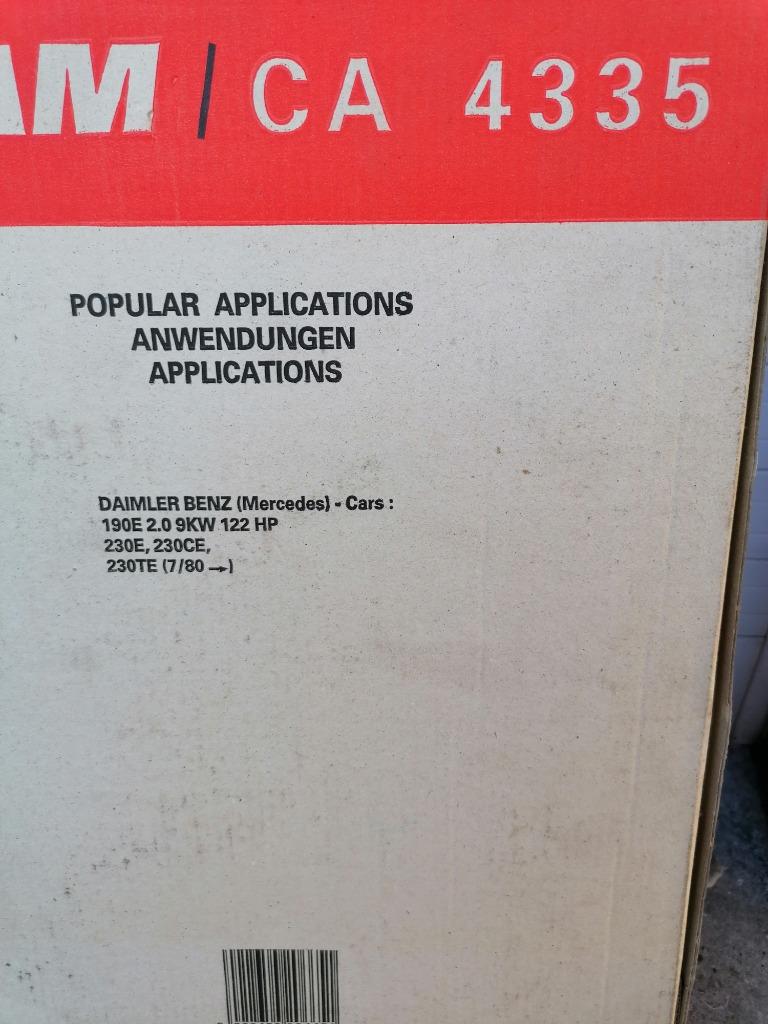 AM / CA 4335
POPULAR APPLICATIONS
ANWENDUNGEN
APPLICATIONS
DAIMLER BENZ (Mercedes) - Cars :
190E 2.0 9KW 122 HP
230E, 230CE,
230TE (7/80 →)